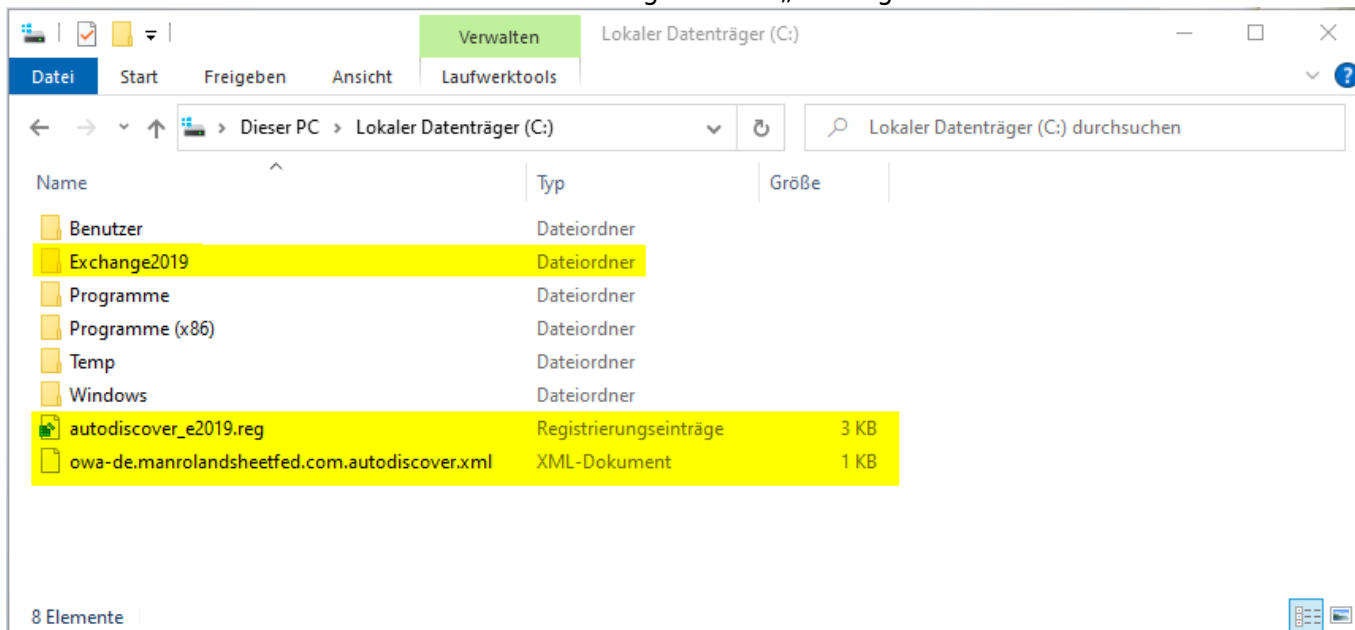 Verwalten Lokaler Datenträger (C:)
Datei Start Freigeben Ansicht Laufwerktools
Dieser PC > Lokaler Datenträger (C:) Lokaler Datenträger (C:) durchsuchen
Name Typ Größe
Benutzer Dateiordner
Exchange2019 Dateiordner
Programme Dateiordner
Programme (x86) Dateiordner
Temp Dateiordner
Windows Dateiordner
autodiscover_e2019.reg Registrierungseinträge 3 KB
owa-de.manrolandsheetfed.com.autodiscover.xml XML-Dokument 1 KB
8 Elemente